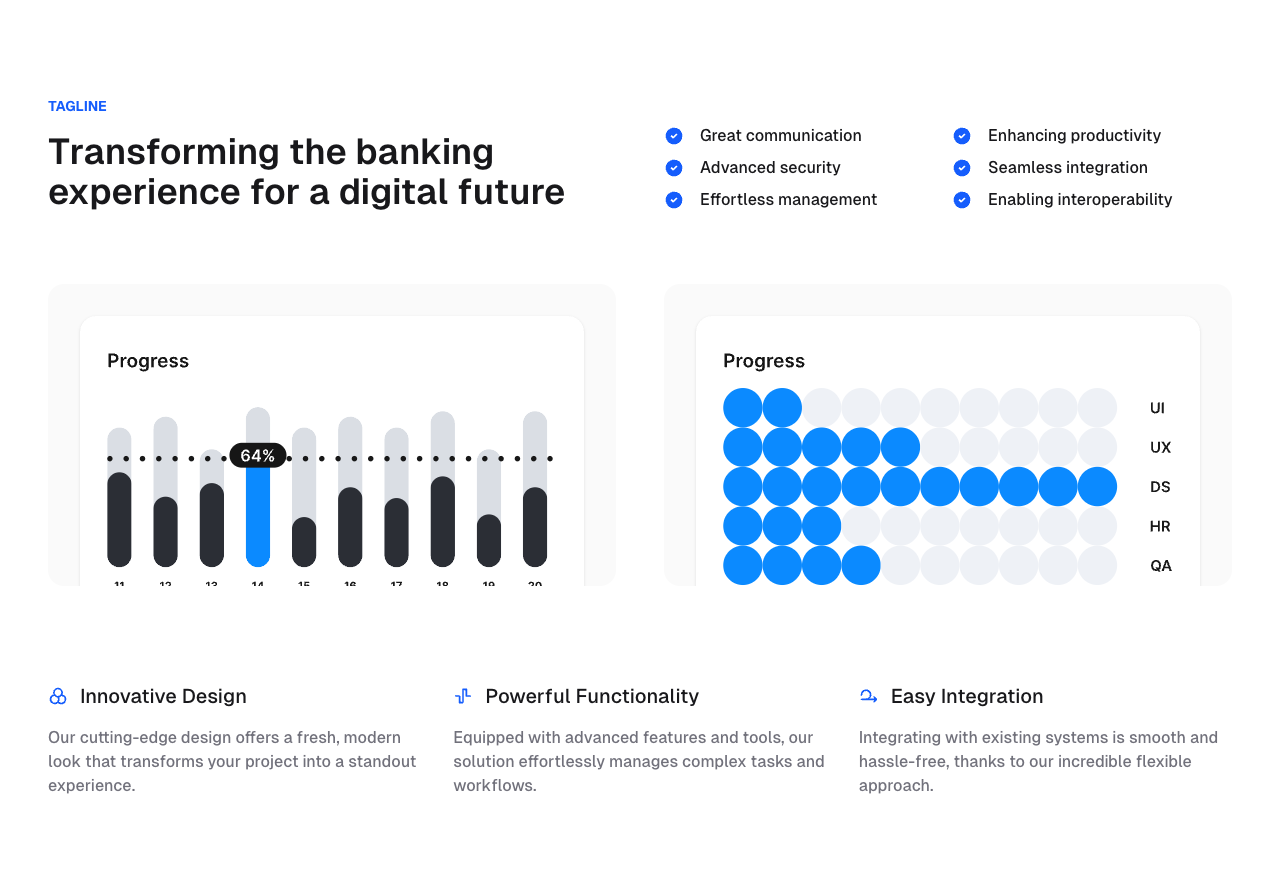 TAGLINE
Transforming the banking
experience for a digital future
Great communication
Advanced security
Effortless management
Enhancing productivity
Seamless integration
Enabling interoperability
Progress
64%
11 12 13 14 15 16 17 18 19 20
Progress
UI
UX
DS
HR
QA
Innovative Design
Our cutting-edge design offers a fresh, modern
look that transforms your project into a standout
experience.
Powerful Functionality
Equipped with advanced features and tools, our
solution effortlessly manages complex tasks and
workflows.
Easy Integration
Integrating with existing systems is smooth and
hassle-free, thanks to our incredible flexible
approach.